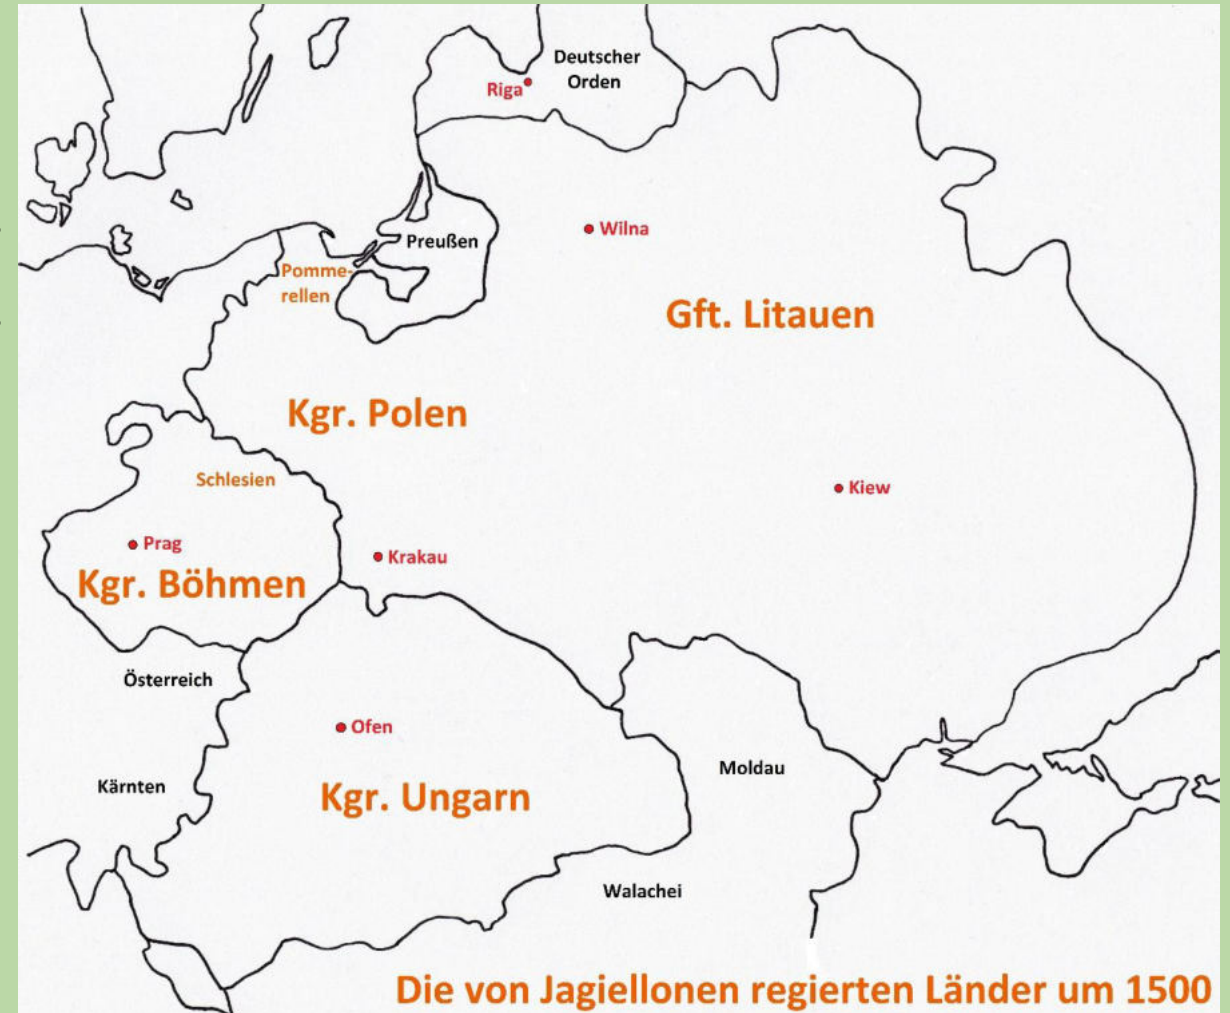 Deutscher
Orden
Riga
Wilna
Preußen
Pomme-
rellen
Gft. Litauen
Kgr. Polen
Schlesien
Kiew
Prag
Krakau
Kgr. Böhmen
Österreich
Ofen
Moldau
Kärnten
Kgr. Ungarn
Walachei
Die von Jagiellonen regierten Länder um 1500